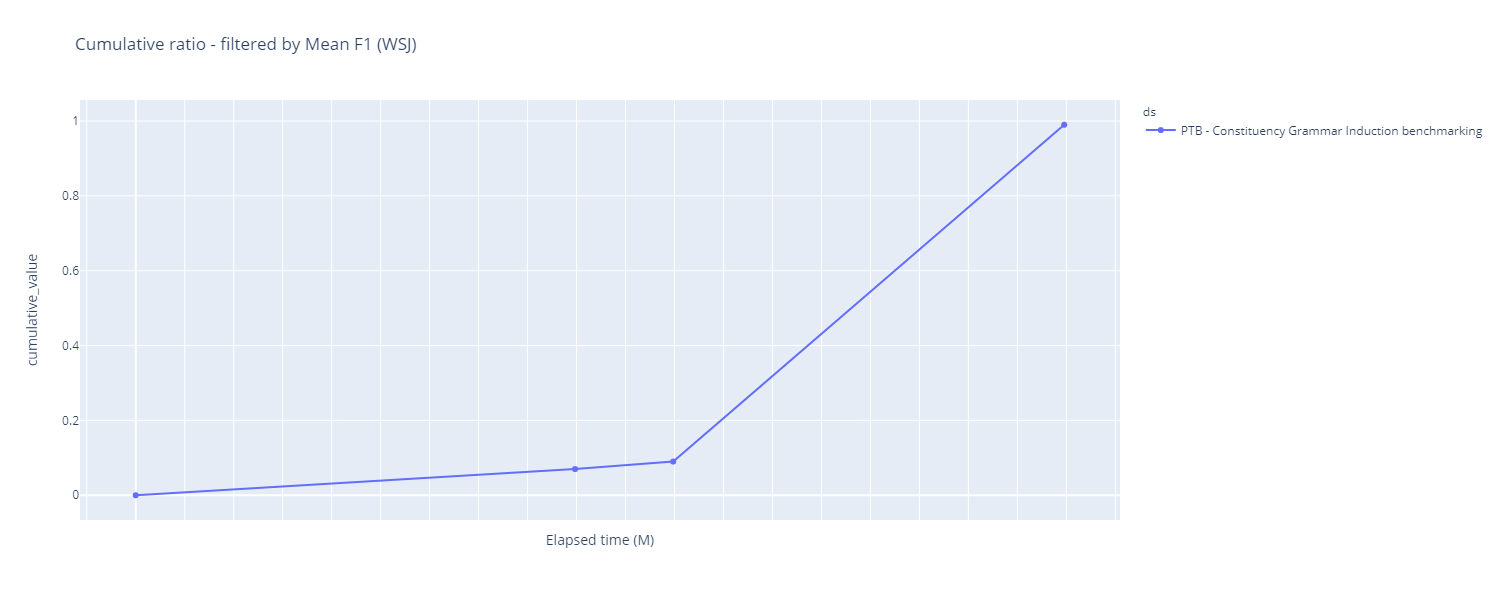 Cumulative ratio - filtered by Mean F1 (WSJ)
ds
PTB - Constituency Grammar Induction benchmarking
1
0.8
0.6
0.4
0.2
0
cumulative_value
Elapsed time (M)